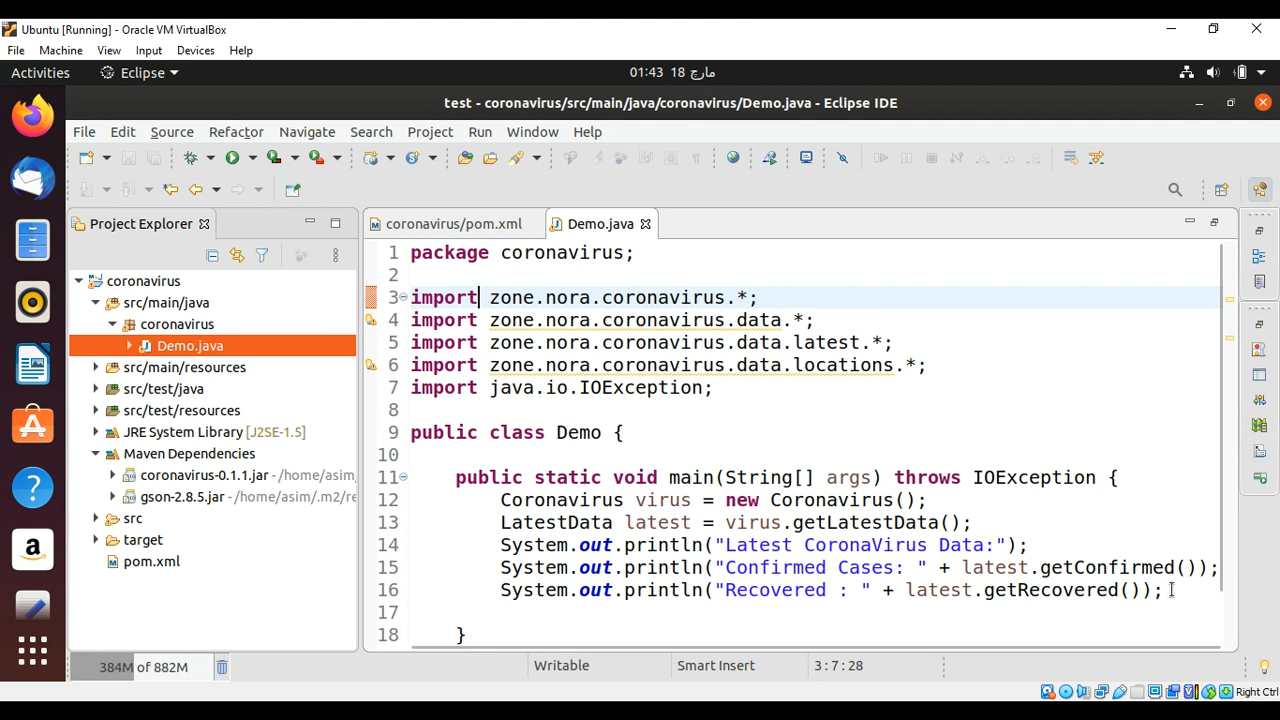 Ubuntu [Running] - Oracle VM VirtualBox
File Machine View Input Devices Help
Activities Eclipse 01:43 18 مارچ
test - coronavirus/src/main/java/coronavirus/Demo.java - Eclipse IDE
File Edit Source Refactor Navigate Search Project Run Window Help
Project Explorer
coronavirus
src/main/java
coronavirus
Demo.java
src/main/resources
src/test/java
src/test/resources
JRE System Library [J2SE-1.5]
Maven Dependencies
coronavirus-0.1.1.jar - /home/asim/
gson-2.8.5.jar - /home/asim/.m2/re
src
target
pom.xml
coronavirus/pom.xml Demo.java
1 package coronavirus;
2
3 import zone.nora.coronavirus.*;
4 import zone.nora.coronavirus.data.*;
5 import zone.nora.coronavirus.data.latest.*;
6 import zone.nora.coronavirus.data.locations.*;
7 import java.io.IOException;
8
9 public class Demo {
10
11 public static void main(String[] args) throws IOException {
12 Coronavirus virus = new Coronavirus();
13 LatestData latest = virus.getLatestData();
14 System.out.println("Latest CoronaVirus Data:");
15 System.out.println("Confirmed Cases: " + latest.getConfirmed());
16 System.out.println("Recovered : " + latest.getRecovered());
17
18 }
384M of 882M Writable Smart Insert 3:7:28
Right Ctrl